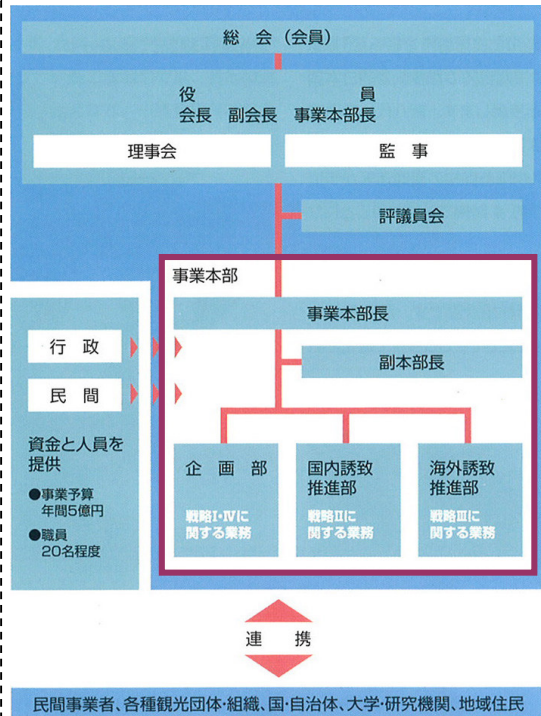 総 会（会員）
役 員
会長 副会長 事業本部長
理事会
監 事
評議員会
事業本部
事業本部長
副本部長
行 政
民 間
資金と人員を
提供
●事業予算
年間5億円
●職員
20名程度
企 画 部
戦略Ⅰ･Ⅳに
関する業務
国内誘致
推進部
戦略Ⅱに
関する業務
海外誘致
推進部
戦略Ⅲに
関する業務
連 携
民間事業者、各種観光団体･組織、国･自治体、大学･研究機関、地域住民